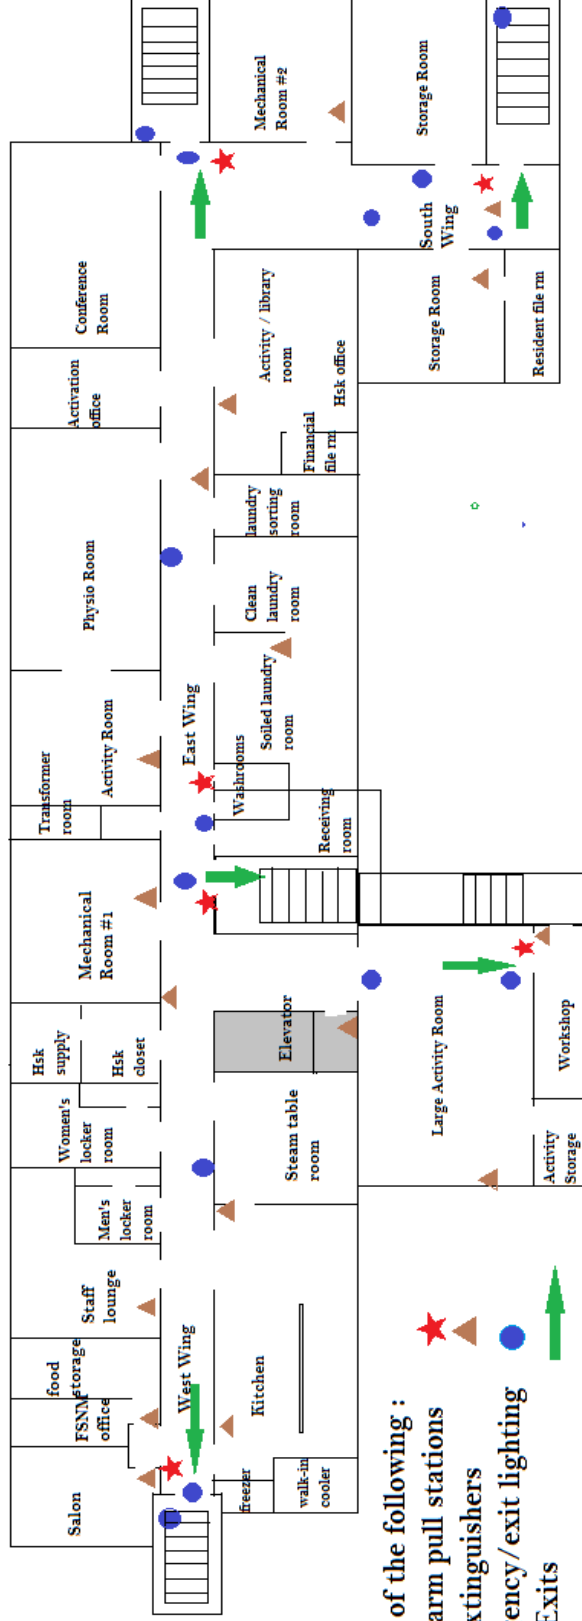 Mechanical
Room #2
Storage Room
Conference
Room
South
Wing
Activity / library
room
Storage Room
Resident file rm
Activation
office
Hsk office
Financial
file rm
laundry
sorting
room
Physio Room
Clean
laundry
room
Soiled laundry
room
East Wing
Activity Room
Transformer
room
Washrooms
Receiving
room
Mechanical
Room #1
Hsk
supply
Hsk
closet
Elevator
Large Activity Room
Workshop
Women's
locker
room
Steam table
room
Activity
Storage
Men's
locker
room
Staff
lounge
food
storage
West Wing
Kitchen
FSNM
office
Salon
freezer
walk-in
cooler
of the following :
arm pull stations
xtinguishers
ency/exit lighting
Exits